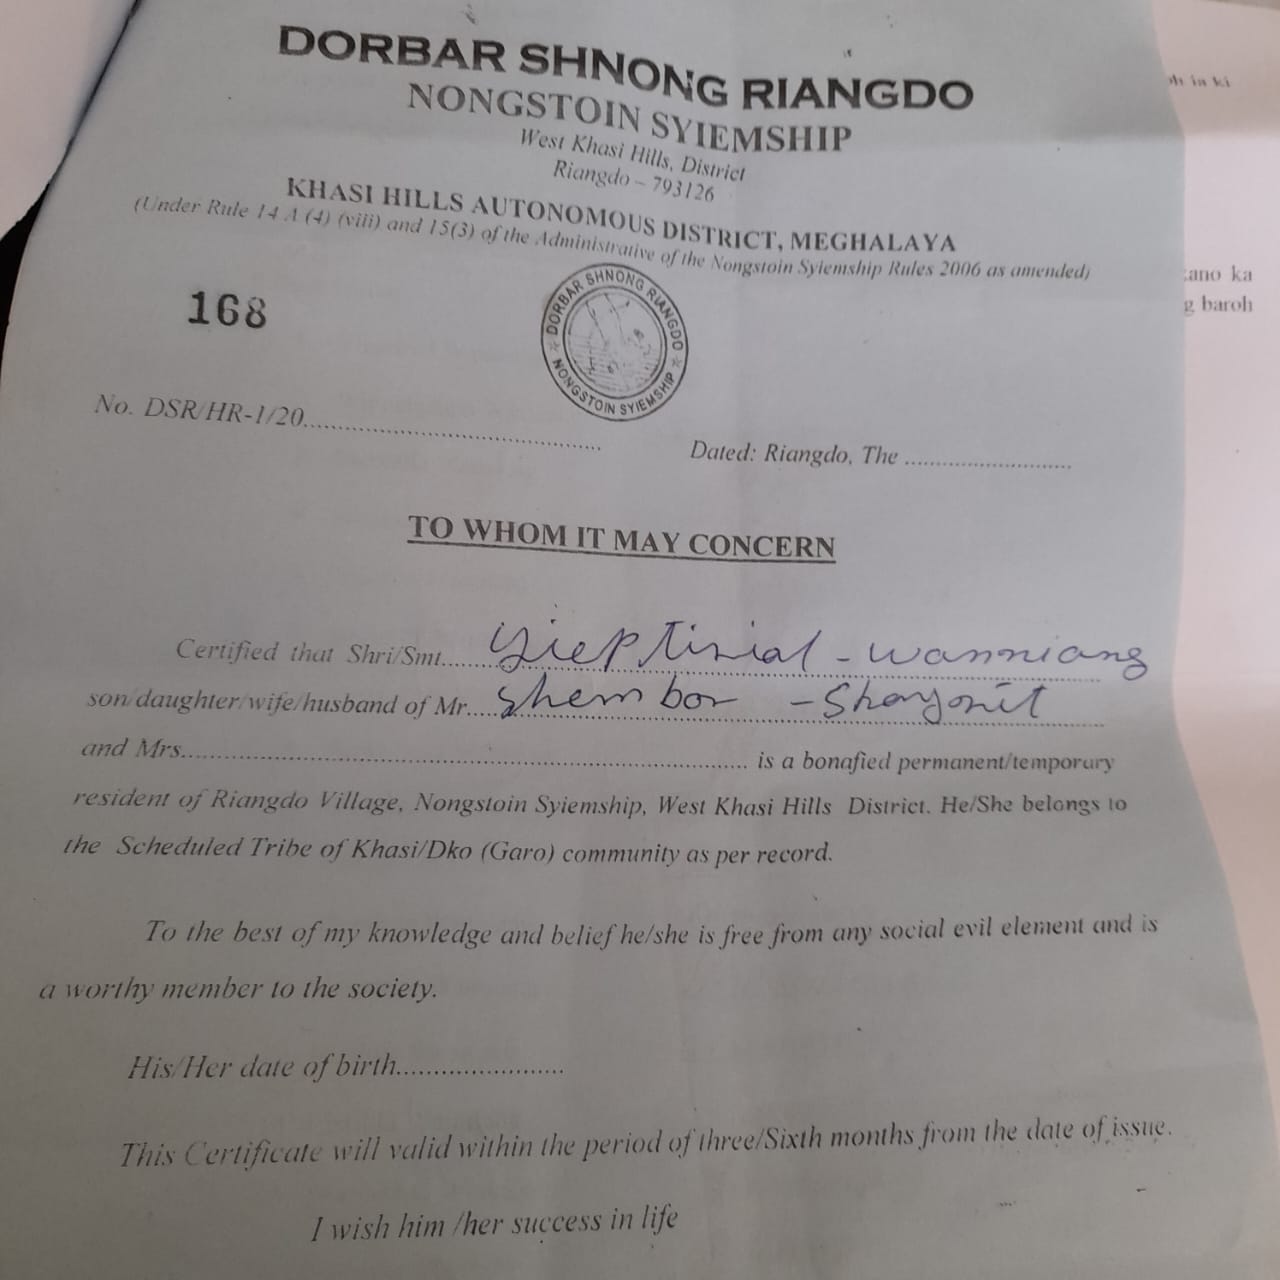 DORBAR SHNONG RIANGDO
NONGSTOIN SYIEMSHIP
West Khasi Hills, District
Riangdo – 793126
KHASI HILLS AUTONOMOUS DISTRICT, MEGHALAYA
(Under Rule 14 A (4) (viii) and 15(3) of the Administrative of the Nongstoin Syiemship Rules 2006 as amended)
168
DORBAR SHNONG RIANGDO
NONGSTOIN SYIEMSHIP
No. DSR/HR-1/20..............................................
Dated: Riangdo, The ............................
TO WHOM IT MAY CONCERN
Certified that Shri/Smt..... - wanniang
son/daughter/wife/husband of Mr.... Shembor -
and Mrs.................................................................................... is a bonafied permanent/temporary
resident of Riangdo Village, Nongstoin Syiemship, West Khasi Hills District. He/She belongs to
the Scheduled Tribe of Khasi/Dko (Garo) community as per record.
To the best of my knowledge and belief he/she is free from any social evil element and is
a worthy member to the society.
His/Her date of birth.......................
This Certificate will valid within the period of three/Sixth months from the date of issue.
I wish him /her success in life
ia ki
ka
baroh